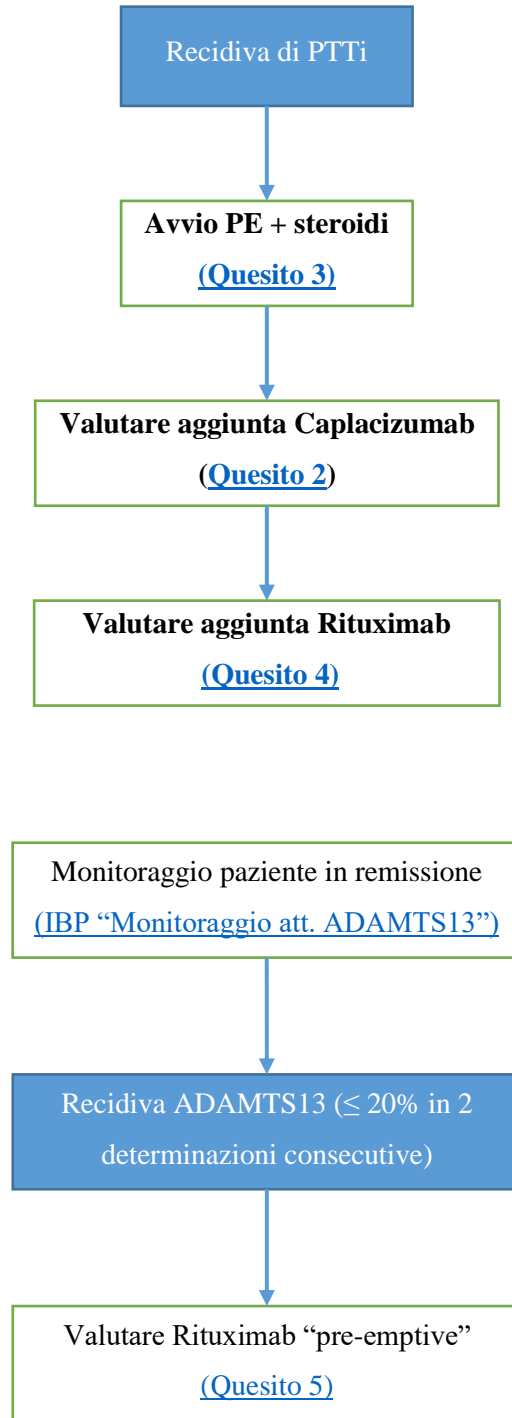 Recidiva di PTTi
Avvio PE + steroidi
(Quesito 3)
Valutare aggiunta Caplacizumab
(Quesito 2)
Valutare aggiunta Rituximab
(Quesito 4)
Monitoraggio paziente in remissione
(IBP “Monitoraggio att. ADAMTS13”)
Recidiva ADAMTS13 (≤ 20% in 2
determinazioni consecutive)
Valutare Rituximab “pre-emptive”
(Quesito 5)